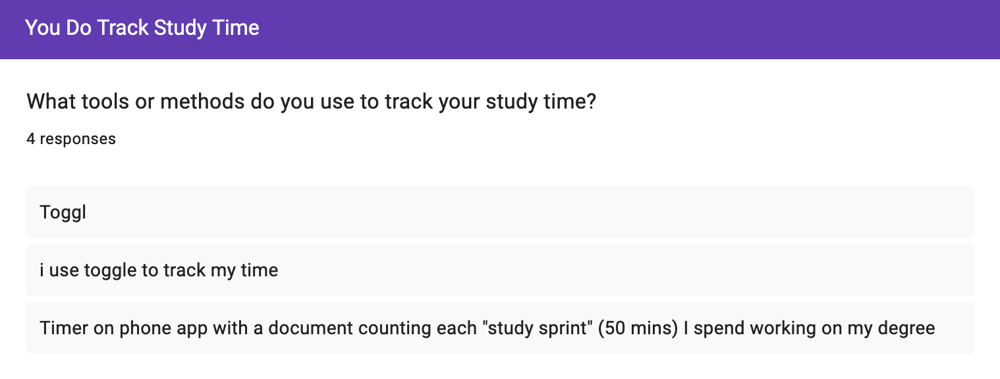 You Do Track Study Time
What tools or methods do you use to track your study time?
4 responses
Toggl
i use toggle to track my time
Timer on phone app with a document counting each "study sprint" (50 mins) I spend working on my degree